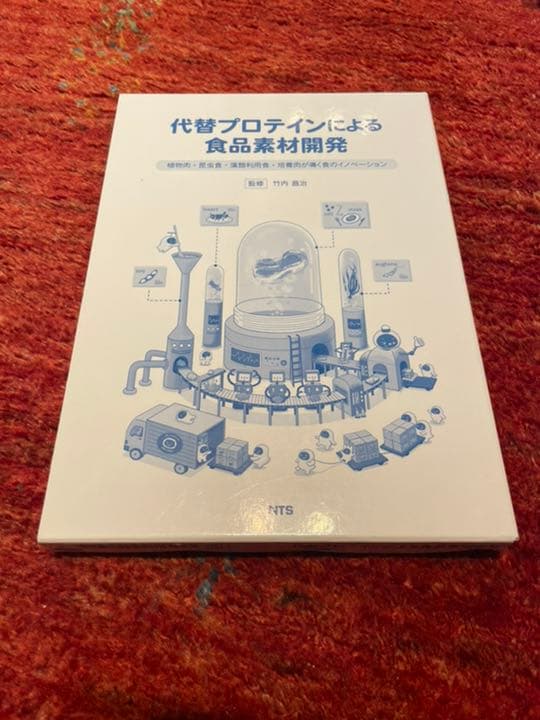 代替プロテインによる
食品素材開発
植物肉・昆虫食・藻類利用食・培養肉が導く食のイノベーション
監修 竹内 昌治
NTS